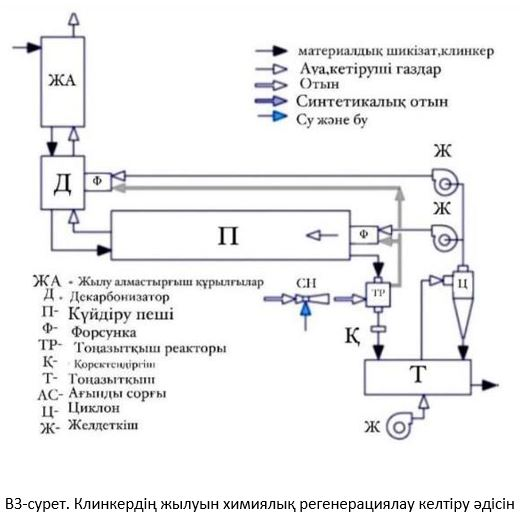 ЖА
материалдық шикізат,клинкер
Ауа,кетіруші газдар
Отын
Синтетикалық отын
Су және бу
Д
Ф
Ж
Ж
П
Ф
СН
ТР
Ц
Қ
Т
Ж
ЖА - Жылу алмастырғыш құрылғылар
Д - Декарбонизатор
П- Күйдіру пеші
Ф- Форсунка
ТР- Тоңазытқыш реакторы
Қ- Коректендіргіш
Т- Тоңазытқыш
АС- Ағынды сорғы
Ц- Циклон
Ж- Желдеткіш
В3-сурет. Клинкердің жылуын химиялық регенерациялау келтіру әдісін